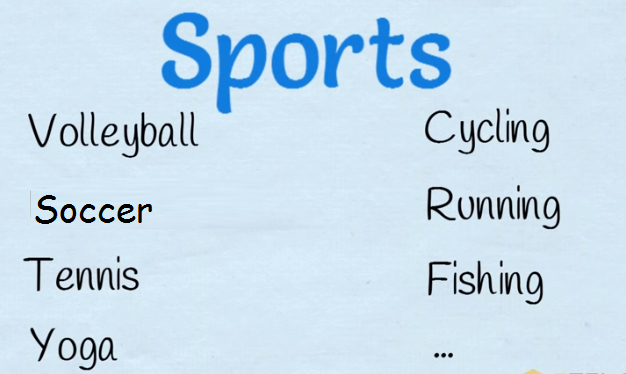 Sports
Volleyball
Soccer
Tennis
Yoga
Cycling
Running
Fishing
...